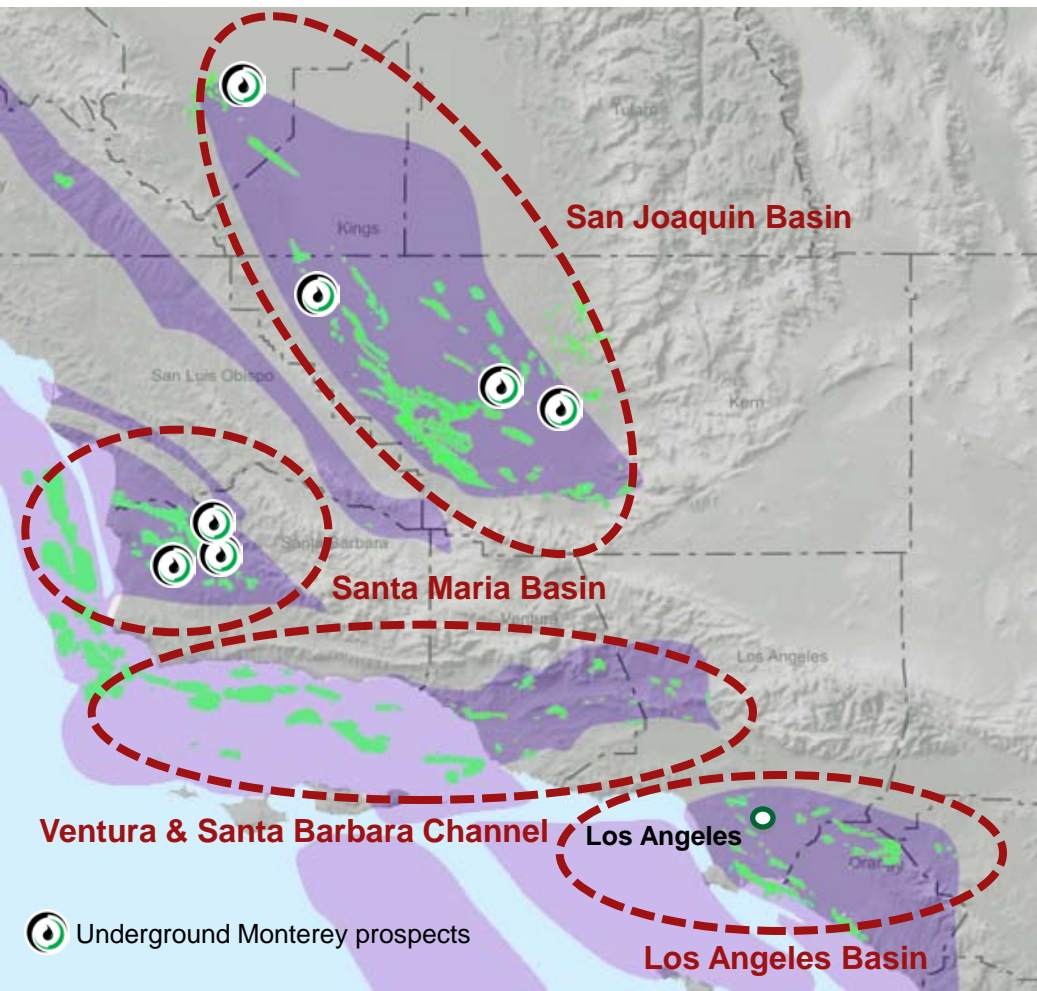 Tulare
San Joaquin Basin
Kings
San Luis Obispo
Kern
Santa Barbara
Santa Maria Basin
Ventura
Los Angeles
Ventura & Santa Barbara Channel
Los Angeles
Orange
Underground Monterey prospects
Los Angeles Basin